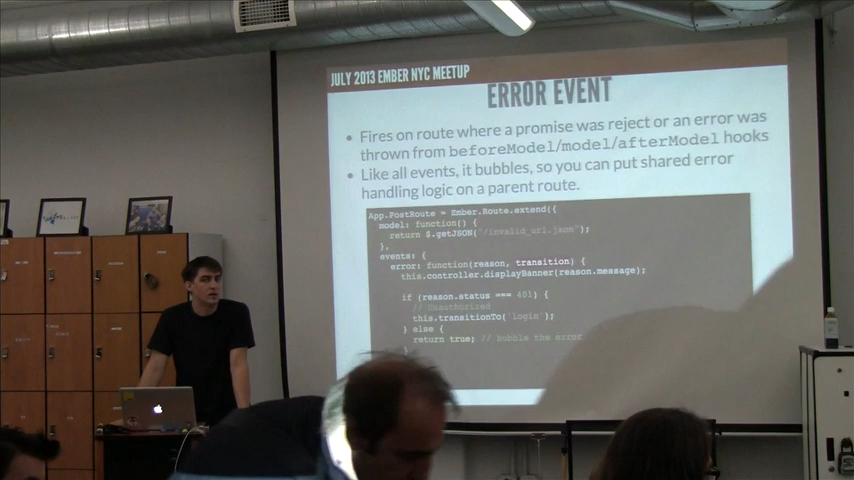 JULY 2013 EMBER NYC MEETUP
ERROR EVENT
• Fires on route where a promise was reject or an error was
thrown from beforeModel/model/afterModel hooks
• Like all events, it bubbles, so you can put shared error
handling logic on a parent route.
App.PostRoute = Ember.Route.extend({
model: function() {
return $.getJSON("/invalid_url.json");
},
events: {
error: function(reason, transition) {
this.controller.displayBanner(reason.message);
if (reason.status === 401) {
// Unauthorized
this.transitionTo('login');
} else {
return true; // bubble the error
}